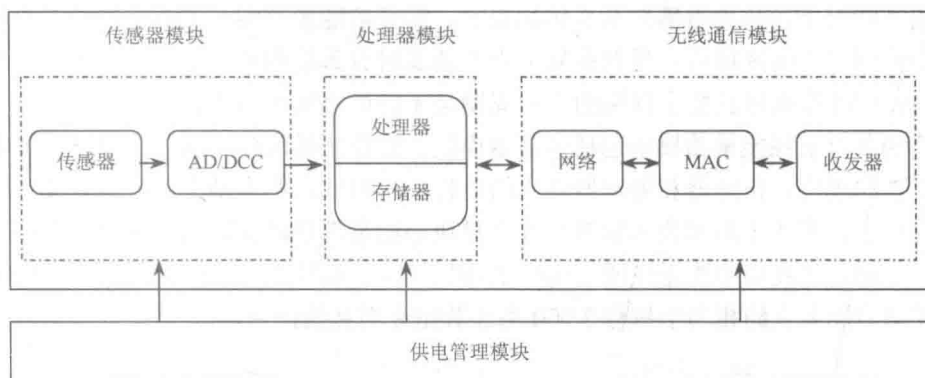 传感器模块
处理器模块
无线通信模块
传感器
AD/DCC
处理器
存储器
网络
MAC
收发器
供电管理模块